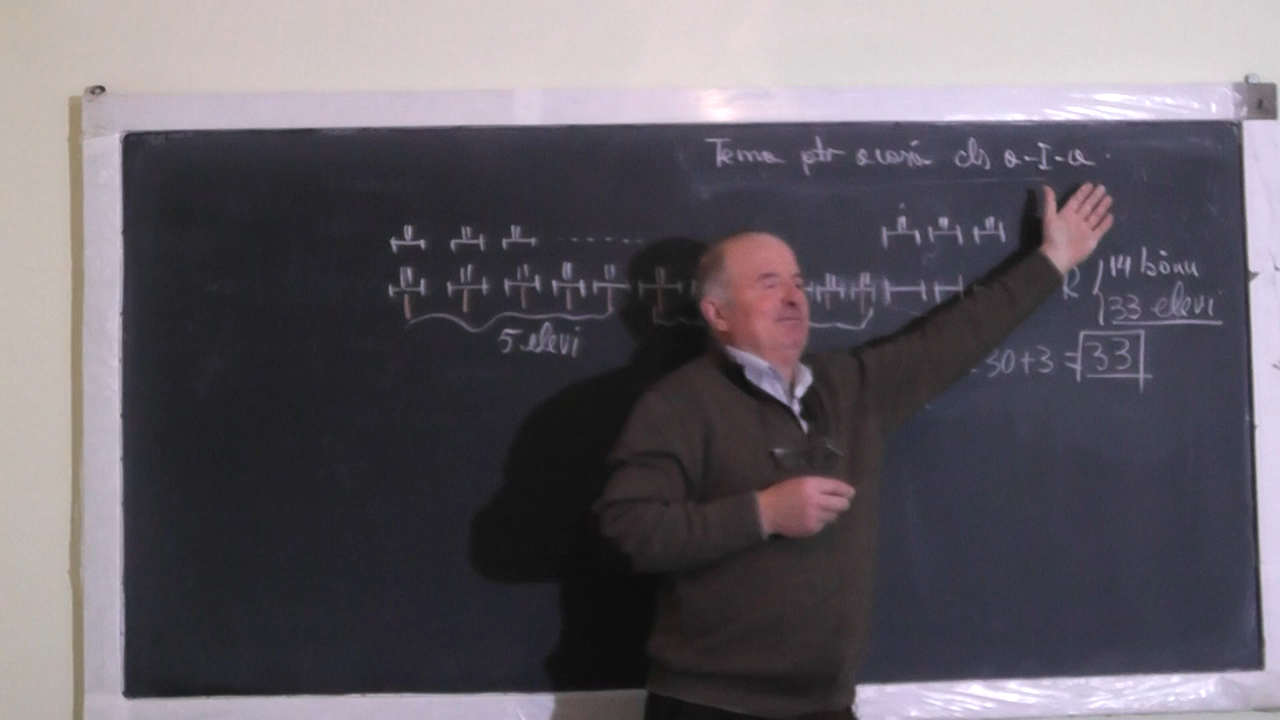 Tema ptr acasă cls a-I-a.
R 14 bănci
33 elevi
5 elevi
30+3 = 33